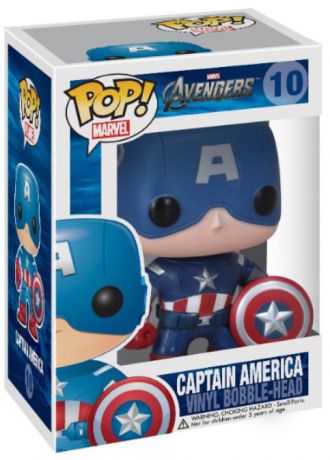 POP!
MARVEL
MARVEL
AVENGERS
10
POP!
MARVEL
A
A
CAPTAIN AMERICA
CAPTAIN AMERICA
VINYL BOBBLE-HEAD
WARNING: CHOKING HAZARD - Small Parts.
Not for children under 3 years of age.